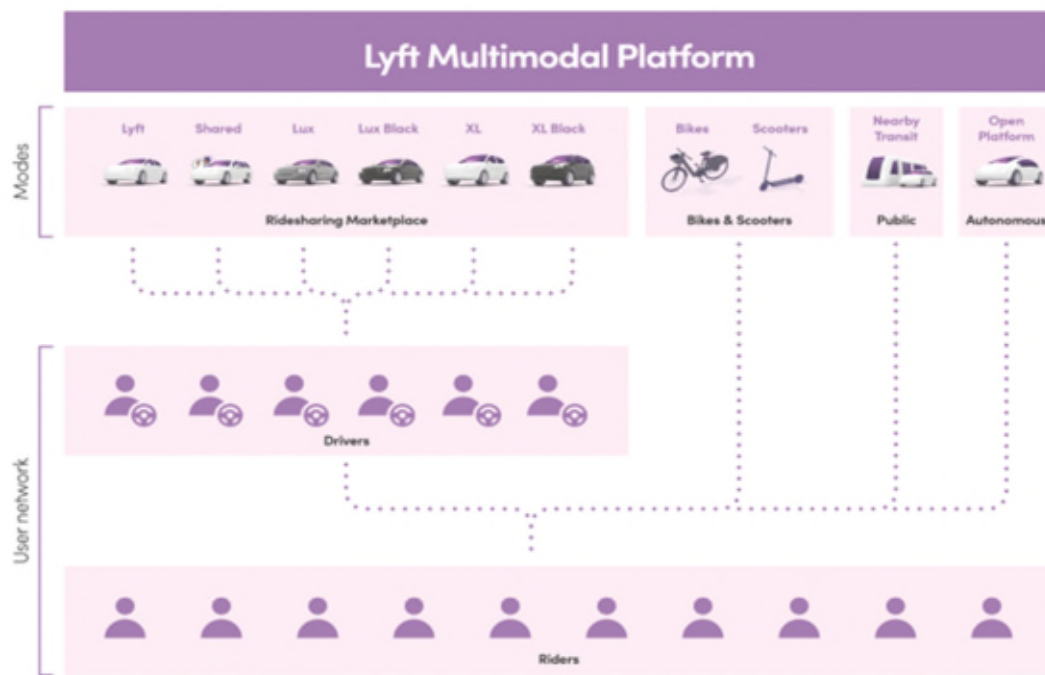 Lyft Multimodal Platform
Modes
Lyft Shared Lux Lux Black XL XL Black
Ridesharing Marketplace
Bikes Scooters
Bikes & Scooters
Nearby
Transit
Public
Open
Platform
Autonomous
User network
Drivers
Riders